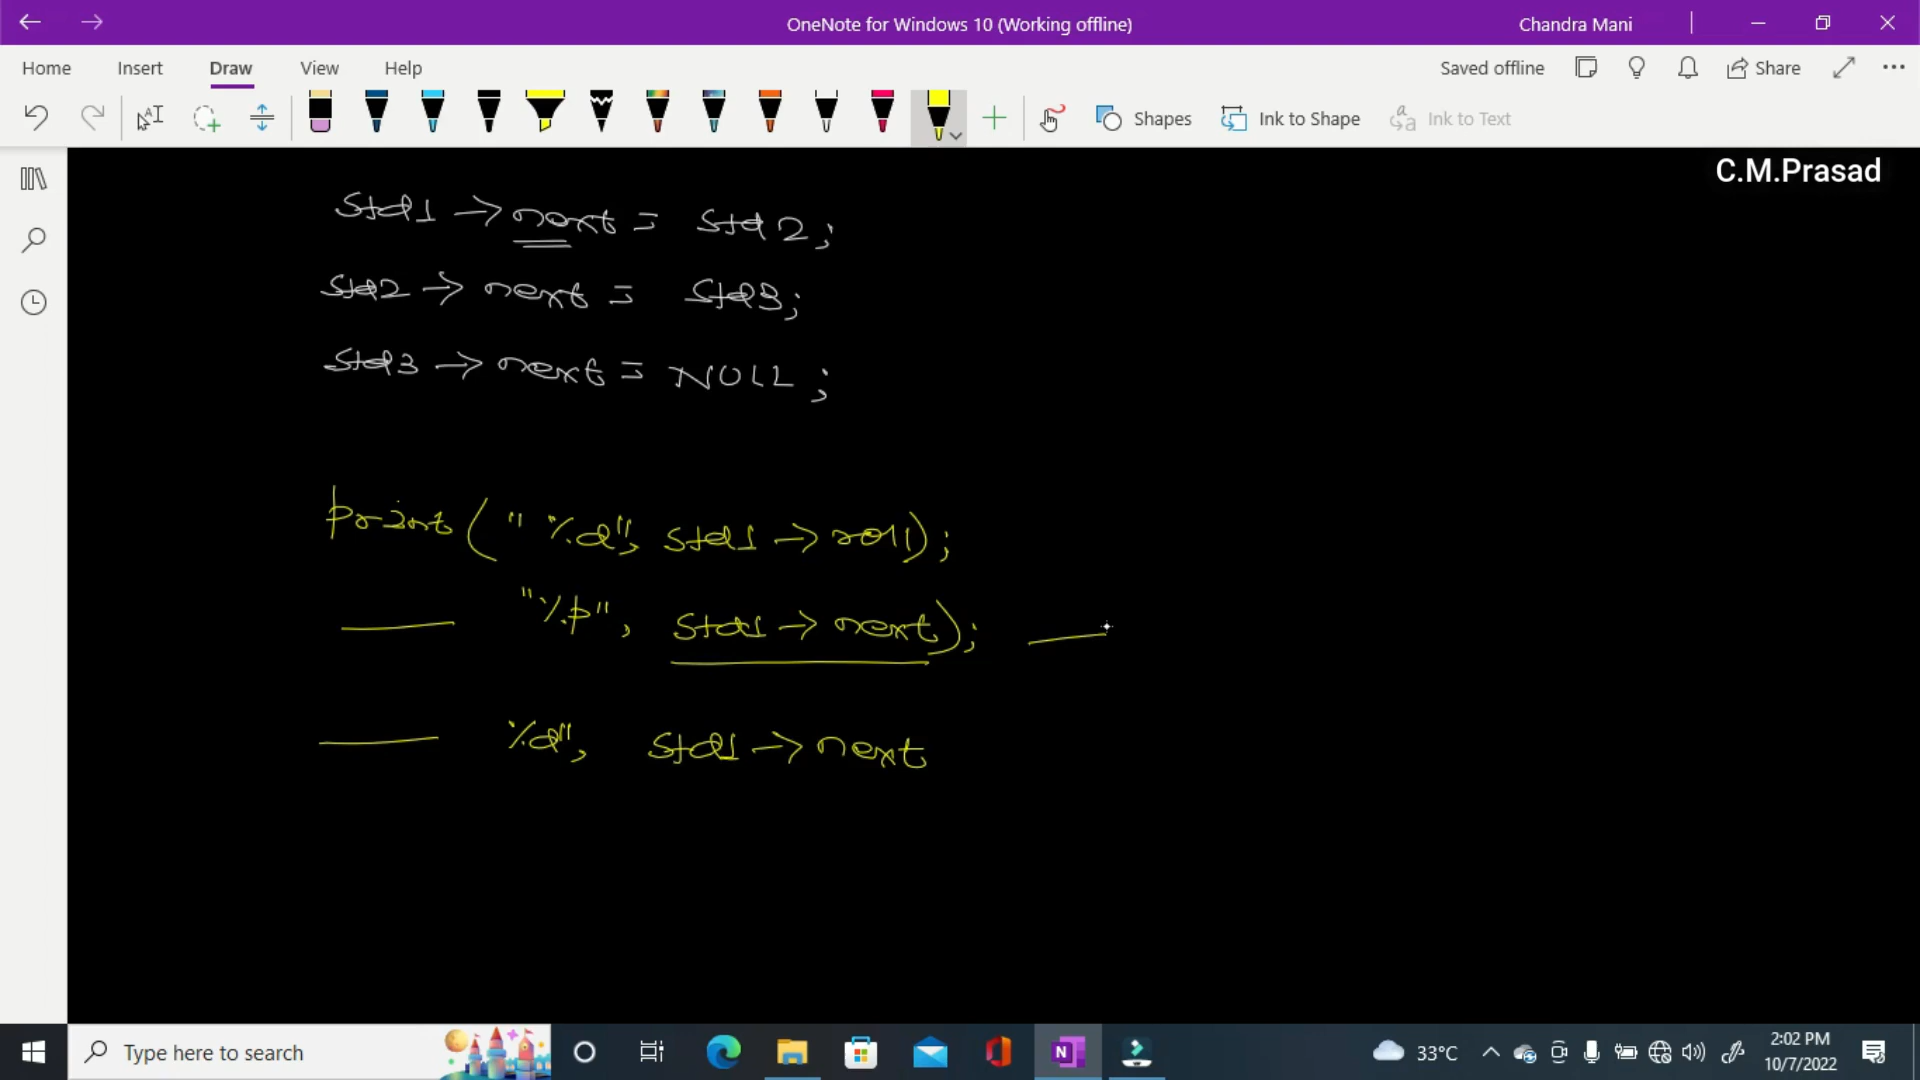 OneNote for Windows 10 (Working offline)
Chandra Mani
Home Insert Draw View Help
Saved offline
Share
Shapes
Ink to Shape
Ink to Text
C.M.Prasad
std1 → next = std2;
std2 → next = std3;
std3 → next = NULL;
print(" %d", std1 → roll);
"%p", std1 → next);
%d", std1 → next
Type here to search
33°C
2:02 PM
10/7/2022